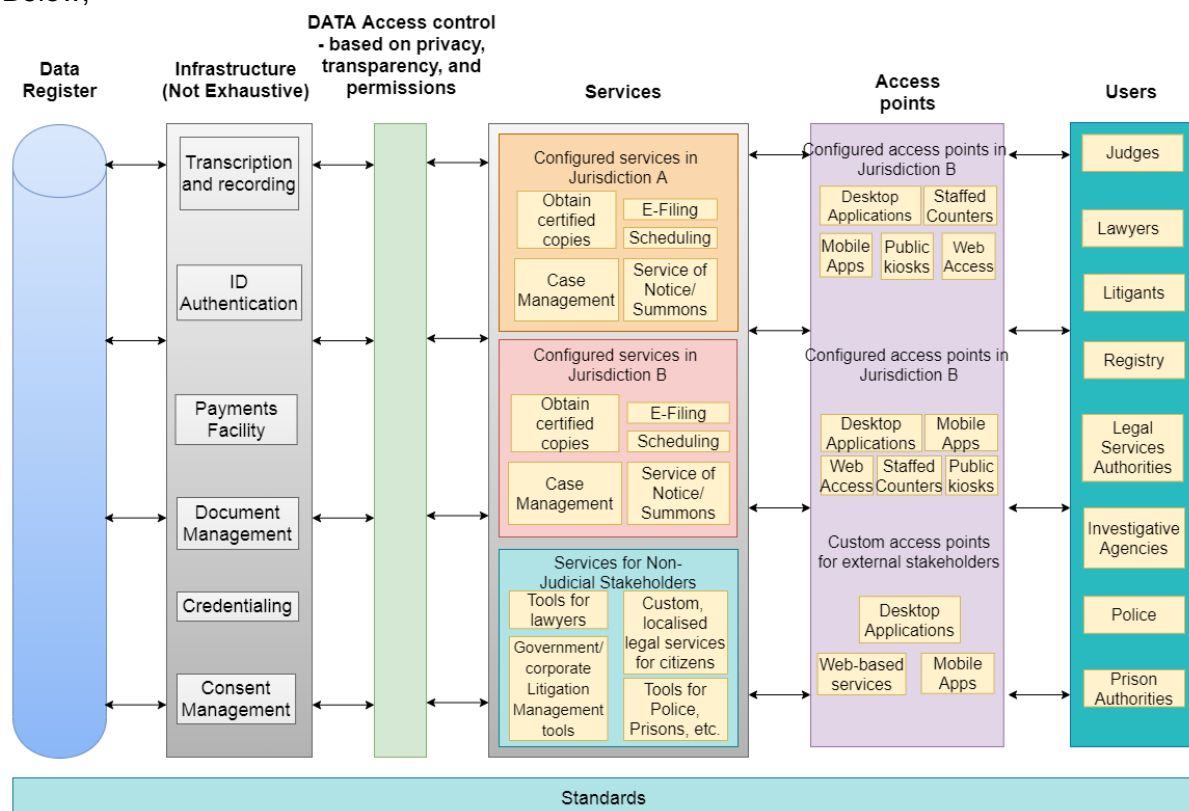 Below,
DATA Access control
- based on privacy,
transparency, and
permissions
Data
Register
Infrastructure
(Not Exhaustive)
Services
Access
points
Users
Transcription
and recording
ID
Authentication
Payments
Facility
Document
Management
Credentialing
Consent
Management
Configured services in
Jurisdiction A
Obtain
certified
copies
E-Filing
Scheduling
Case
Management
Service of
Notice/
Summons
Configured services in
Jurisdiction B
Obtain
certified
copies
E-Filing
Scheduling
Case
Management
Service of
Notice/
Summons
Services for Non-
Judicial Stakeholders
Tools for
lawyers
Custom,
localised
legal services
for citizens
Government/
corporate
Litigation
Management
tools
Tools for
Police,
Prisons, etc.
Configured access points in
Jurisdiction B
Desktop
Applications
Staffed
Counters
Mobile
Apps
Public
kiosks
Web
Access
Configured access points in
Jurisdiction B
Desktop
Applications
Mobile
Apps
Web
Access
Staffed
Counters
Public
kiosks
Custom access points
for external stakeholders
Desktop
Applications
Web-based
services
Mobile
Apps
Judges
Lawyers
Litigants
Registry
Legal
Services
Authorities
Investigative
Agencies
Police
Prison
Authorities
Standards